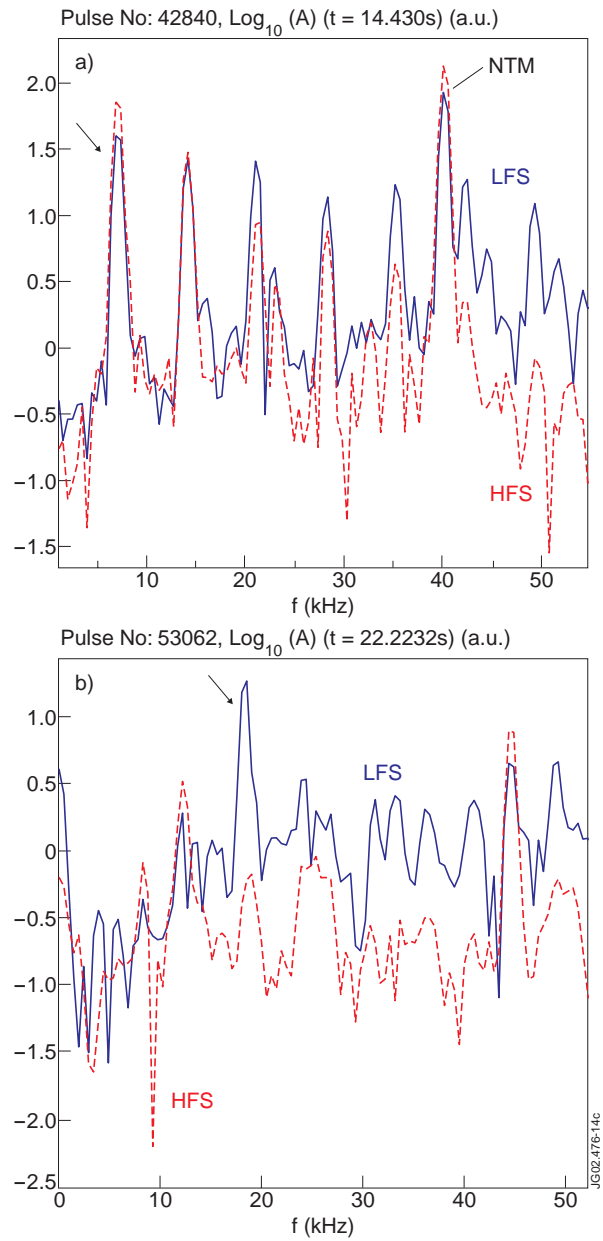 Pulse No: 42840, Log₁₀ (A) (t = 14.430s) (a.u.)
a)
NTM
2.0
LFS
1.5
1.0
0.5
0
−0.5
HFS
−1.0
−1.5
10 20 30 40 50
f (kHz)
Pulse No: 53062, Log₁₀ (A) (t = 22.2232s) (a.u.)
b)
1.0
LFS
0.5
0
−0.5
−1.0
−1.5
HFS
−2.0
−2.5
0 10 20 30 40 50
f (kHz)
JG02.476-14c